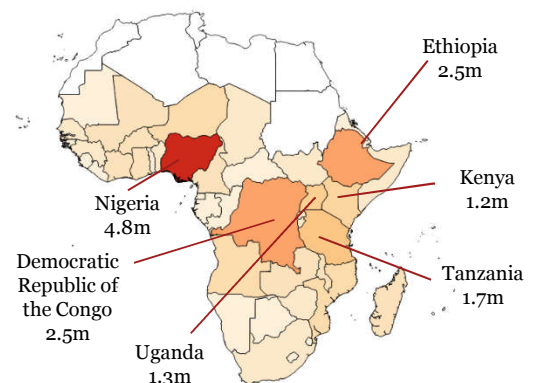 Ethiopia
2.5m
Kenya
1.2m
Nigeria
4.8m
Democratic
Republic of
the Congo
2.5m
Tanzania
1.7m
Uganda
1.3m